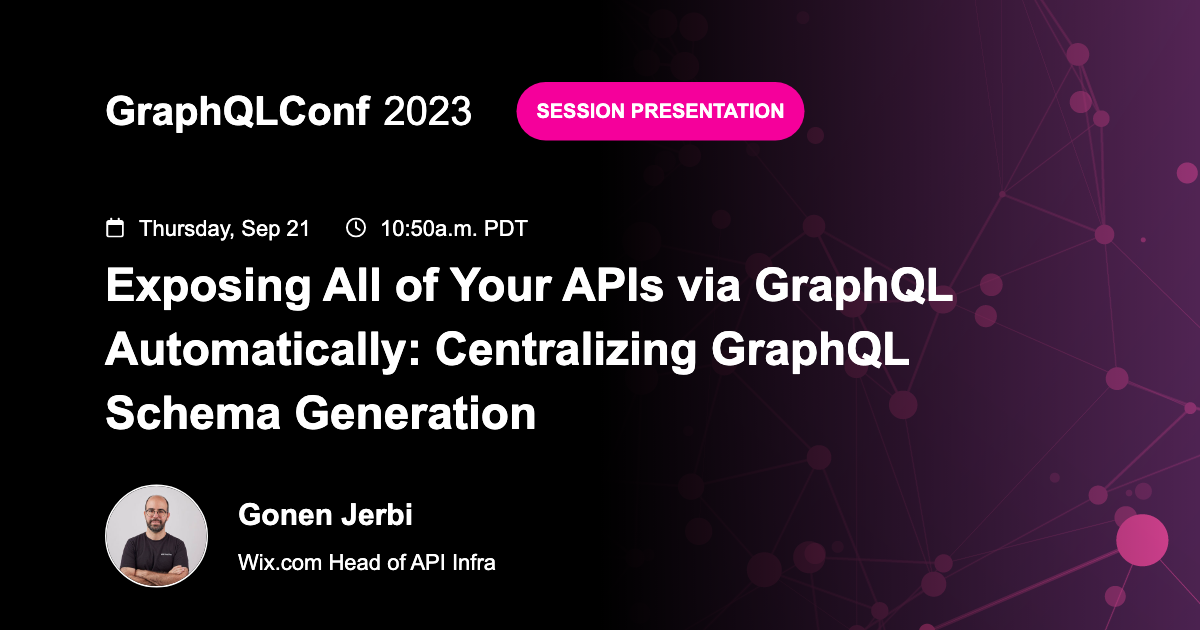 GraphQLConf 2023
SESSION PRESENTATION
Thursday, Sep 21
10:50a.m. PDT
Exposing All of Your APIs via GraphQL
Automatically: Centralizing GraphQL
Schema Generation
Gonen Jerbi
Wix.com Head of API Infra